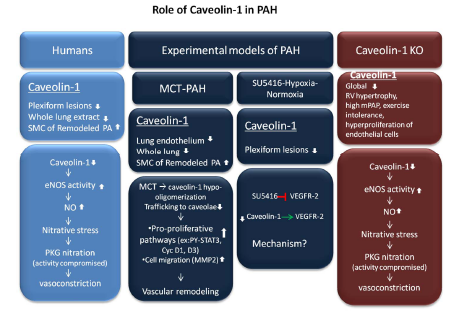 Role of Caveolin-1 in PAH
Humans
Experimental models of PAH
Caveolin-1 KO
Caveolin-1
Plexiform lesions ⬇
Whole lung extract ⬇
SMC of Remodeled PA ⬆
MCT-PAH
SU5416-Hypoxia-
Normoxia
Caveolin-1
Global ⬇
RV hypertrophy,
high mPAP, exercise
intolerance,
hyperproliferation of
endothelial cells
Caveolin-1
Lung endothelium ⬇
Whole lung ⬇
SMC of Remodeled PA ⬆
Caveolin-1
Plexiform lesions ⬇
Caveolin-1⬇
↓
eNOS activity ⬆
↓
NO⬆
↓
Nitrative stress
↓
PKG nitration
(activity compromised)
↓
vasoconstriction
MCT → caveolin-1 hypo-
oligomerization
Trafficking to caveolae⬇
↓
•Pro-proliferative ⬆
pathways (ex:PY-STAT3,
Cyc D1, D3)
•Cell migration (MMP2)⬆
↓
Vascular remodeling
SU5416 ⊣ VEGFR-2
⬇Caveolin-1 → VEGFR-2
Mechanism?
Caveolin-1⬇
↓
eNOS activity ⬆
↓
NO⬆
↓
Nitrative stress
↓
PKG nitration
(activity compromised)
↓
vasoconstriction